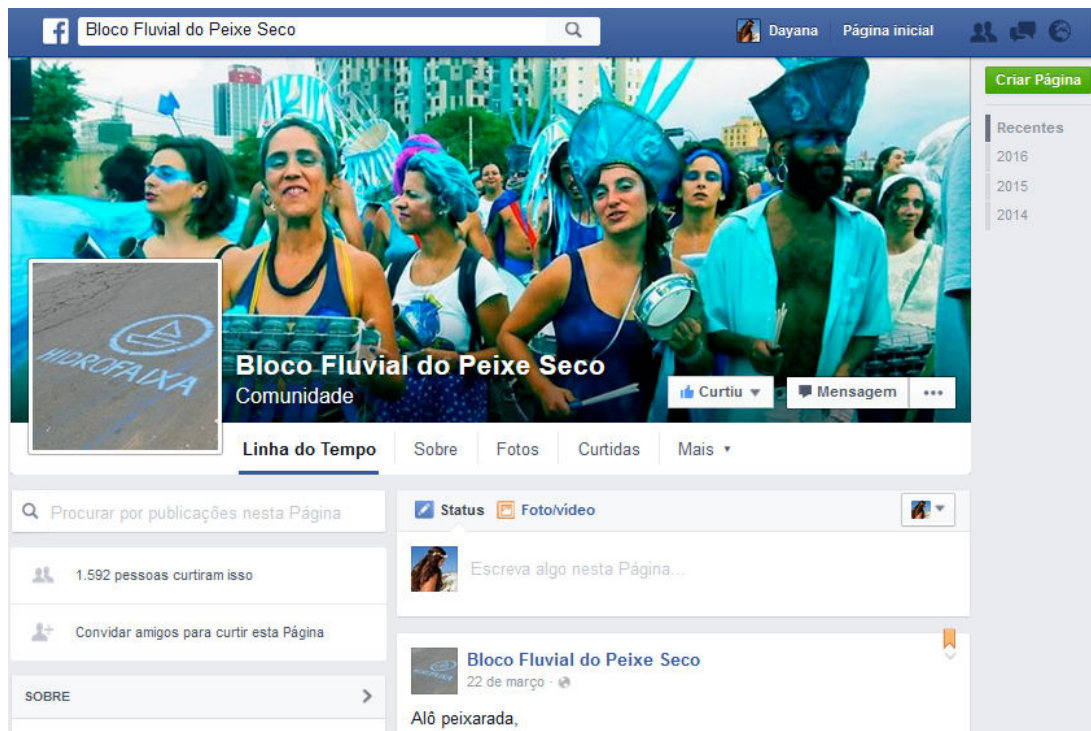 f
Bloco Fluvial do Peixe Seco
Dayana
Página inicial
Criar Página
Recentes
2016
2015
2014
HIDROFAIXA
Bloco Fluvial do Peixe Seco
Comunidade
Curtiu
Mensagem
Linha do Tempo
Sobre
Fotos
Curtidas
Mais
Procurar por publicações nesta Página
1.592 pessoas curtiram isso
Convidar amigos para curtir esta Página
SOBRE
Status
Foto/vídeo
Escreva algo nesta Página...
HIDROFAIXA
Bloco Fluvial do Peixe Seco
22 de março ·
Alô peixarada,